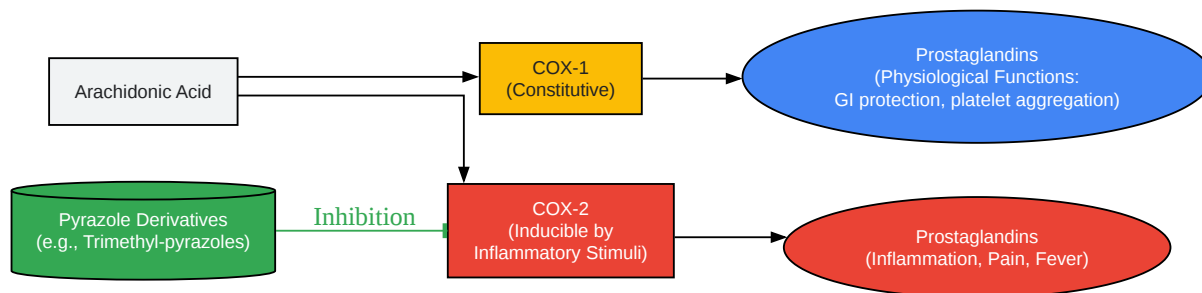 Arachidonic Acid
COX-1
(Constitutive)
Prostaglandins
(Physiological Functions:
GI protection, platelet aggregation)
Pyrazole Derivatives
(e.g., Trimethyl-pyrazoles)
Inhibition
COX-2
(Inducible by
Inflammatory Stimuli)
Prostaglandins
(Inflammation, Pain, Fever)